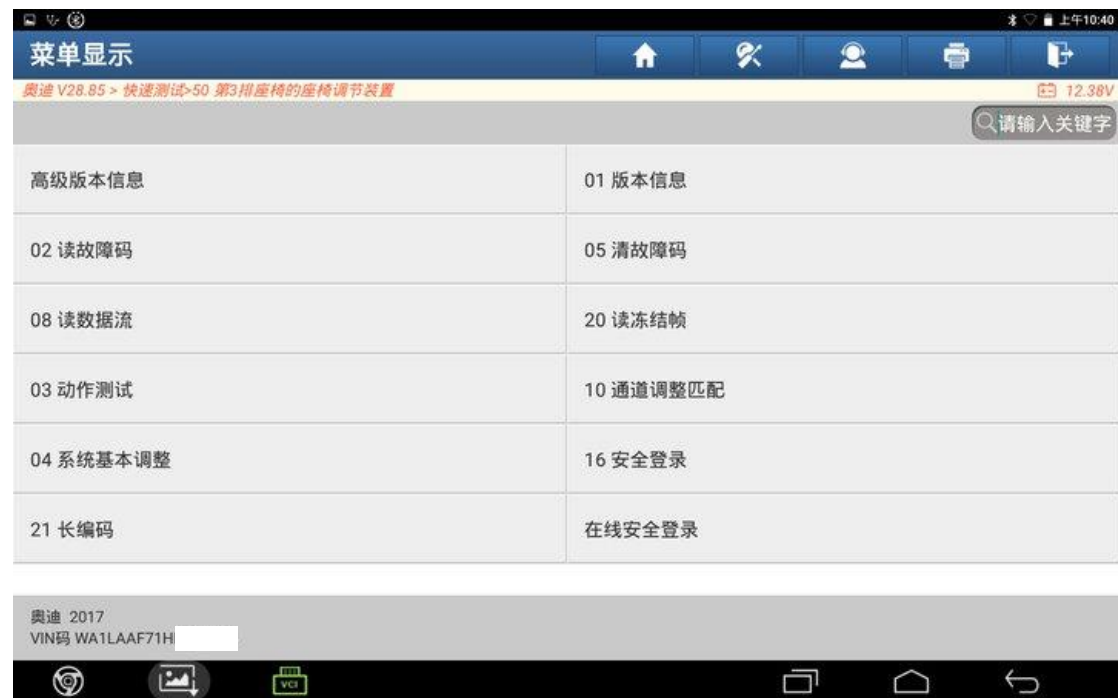 上午10:40
菜单显示
奥迪 V28.85 > 快速测试>50 第3排座椅的座椅调节装置
12.38V
请输入关键字
高级版本信息
01 版本信息
02 读故障码
05 清故障码
08 读数据流
20 读冻结帧
03 动作测试
10 通道调整匹配
04 系统基本调整
16 安全登录
21 长编码
在线安全登录
奥迪 2017
VIN码 WA1LAAF71H
VCI